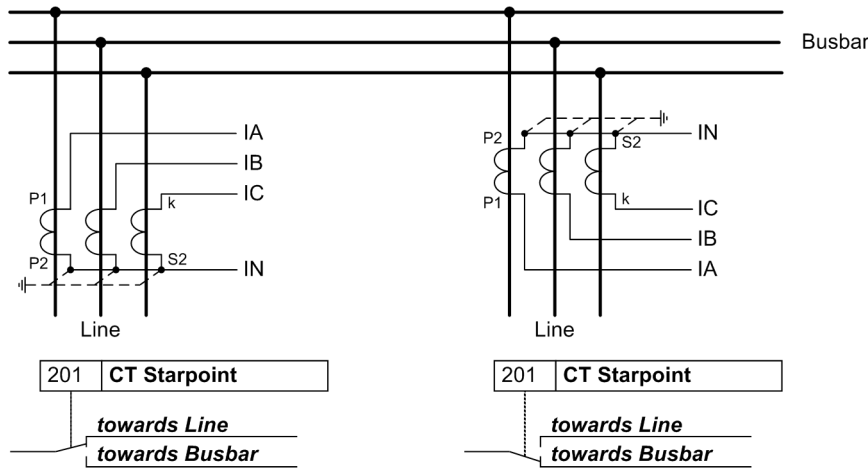 Busbar
IA
IB
IC
P1
k
P2
S2
IN
Line
201 CT Starpoint
towards Line
towards Busbar
P2
S2
IN
P1
k
IC
IB
IA
Line
201 CT Starpoint
towards Line
towards Busbar